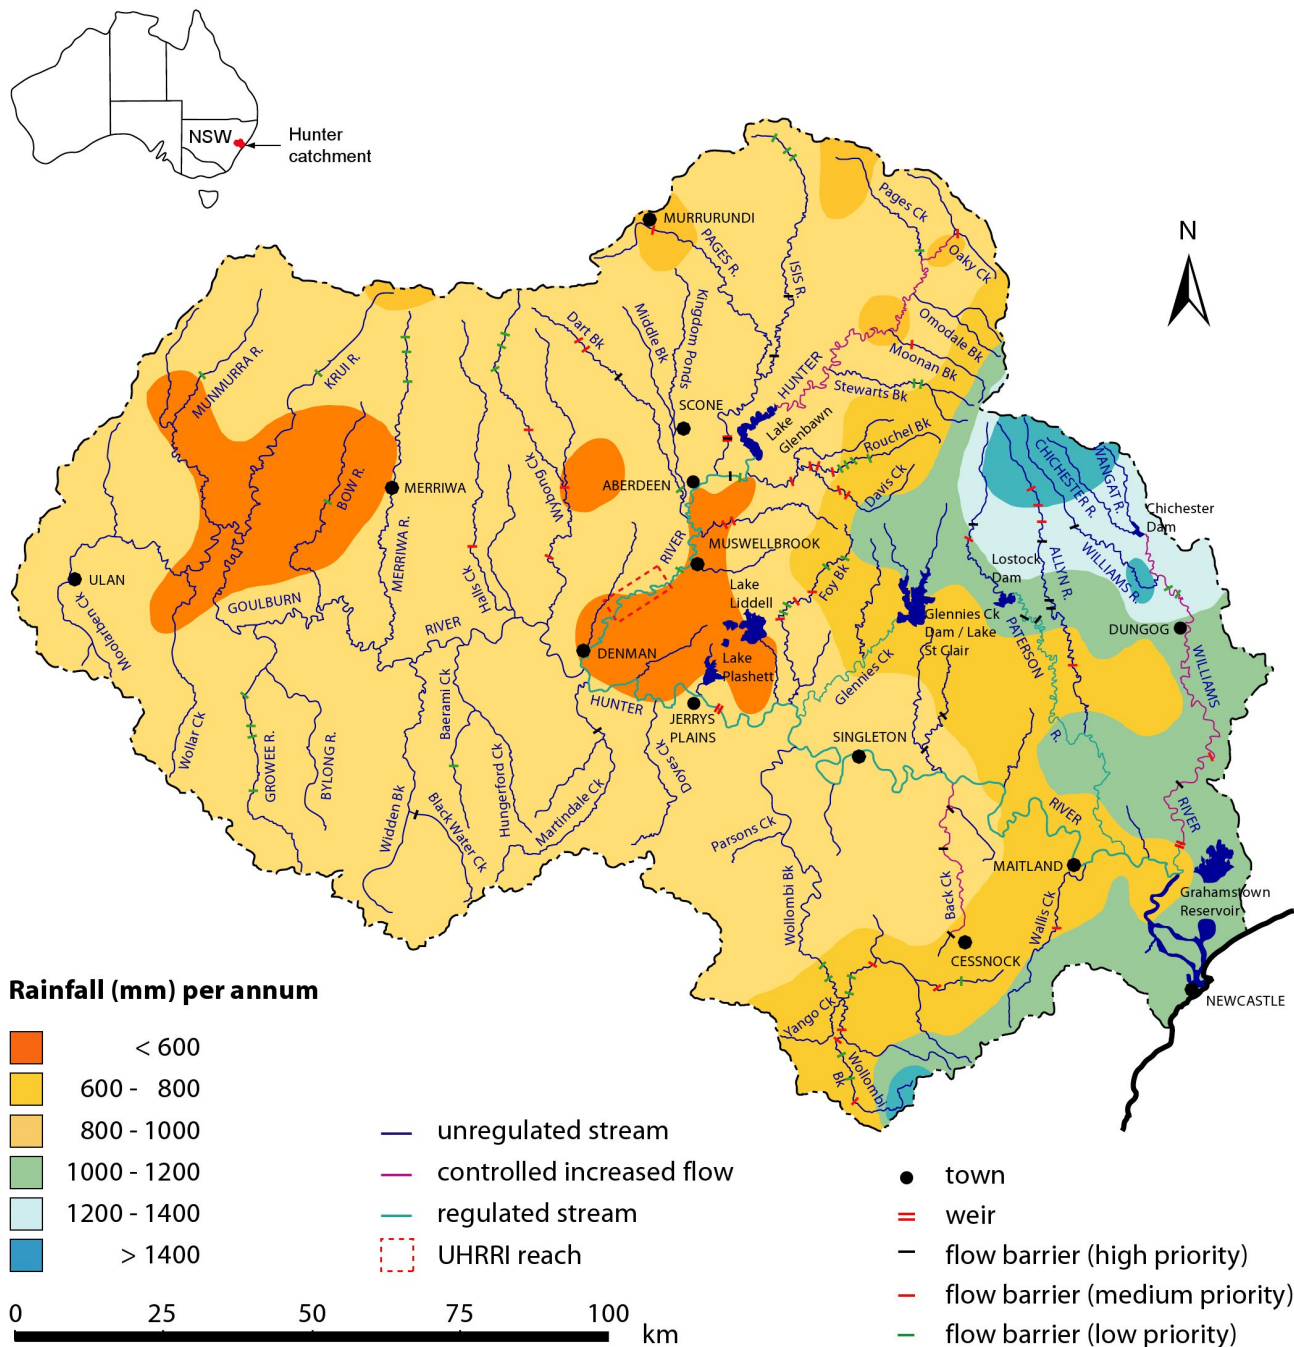 NSW
Hunter
catchment
N
MURRURUNDI
PAGES R.
ISIS R.
Pages Ck
Oaky Ck
Omodale Bk
Moonan Bk
Stewarts Bk
HUNTER
Lake
Glenbawn
Rouchel Bk
Davis Ck
Dart Bk
Middle Bk
Kingdom Ponds
SCONE
ABERDEEN
MUNMURRA R.
KRUI R.
BOW R.
MERRIWA
MERRIWA R.
Halls Ck
Wybong Ck
RIVER
MUSWELLBROOK
CHICHESTER R.
WANGAT R.
Chichester
Dam
WILLIAMS R.
ALLYN R.
Lostock
Dam
PATERSON
R.
DUNGOG
WILLIAMS
RIVER
ULAN
Moolarben Ck
GOULBURN
RIVER
Lake
Liddell
Foy Bk
Glennies Ck
Dam / Lake
St Clair
Glennies Ck
DENMAN
Lake
Plashett
HUNTER
JERRYS
PLAINS
SINGLETON
Wollar Ck
GROWEE R.
BYLONG R.
Baerami Ck
Widden Bk
Black Water Ck
Hungerford Ck
Martindale Ck
Doyes Ck
Parsons Ck
Wollombi Bk
RIVER
MAITLAND
Back Ck
Wallis Ck
CESSNOCK
Grahamstown
Reservoir
NEWCASTLE
Yango Ck
Wollombi
Bk
Rainfall (mm) per annum
< 600
600 - 800
800 - 1000
1000 - 1200
1200 - 1400
> 1400
unregulated stream
controlled increased flow
regulated stream
UHRRI reach
town
weir
flow barrier (high priority)
flow barrier (medium priority)
flow barrier (low priority)
0 25 50 75 100
km